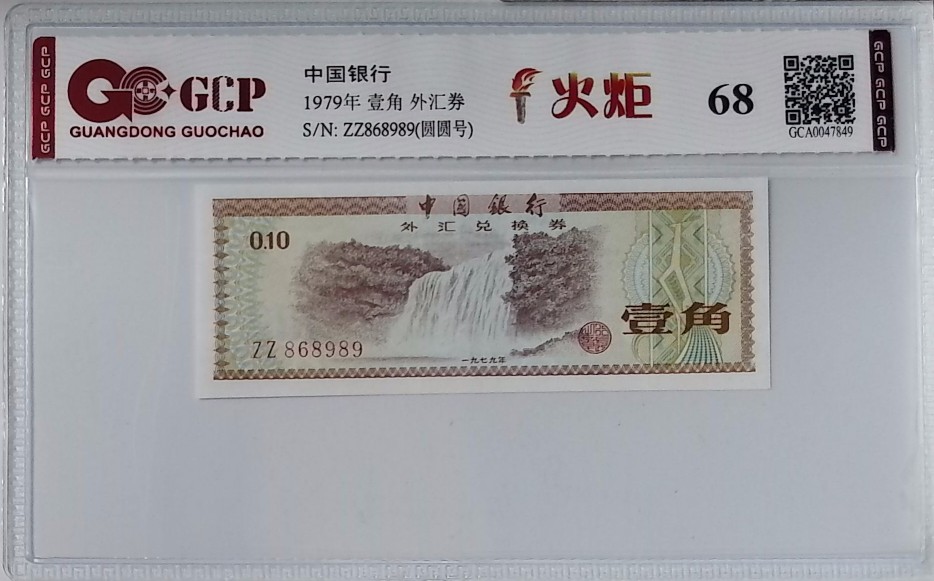 GCP GCP GCP
GCP
GUANGDONG GUOCHAO
中国银行
1979年 壹角 外汇券
S/N: ZZ868989(圆圆号)
火炬
68
GCA0047849
GCP GCP GCP
中国銀行
外汇兑换券
0.10
壹角
ZZ 868989
一九七九年